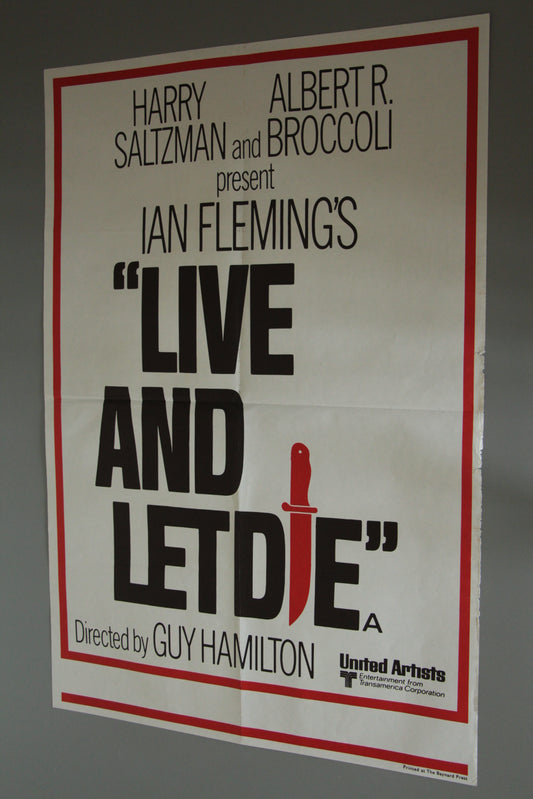 HARRY ALBERT R.
SALTZMAN and BROCCOLI
present
IAN FLEMING'S
“LIVE
AND
LET DIE”
A
Directed by GUY HAMILTON
United Artists
Entertainment from
Transamerica Corporation
Printed at The Baynard Press